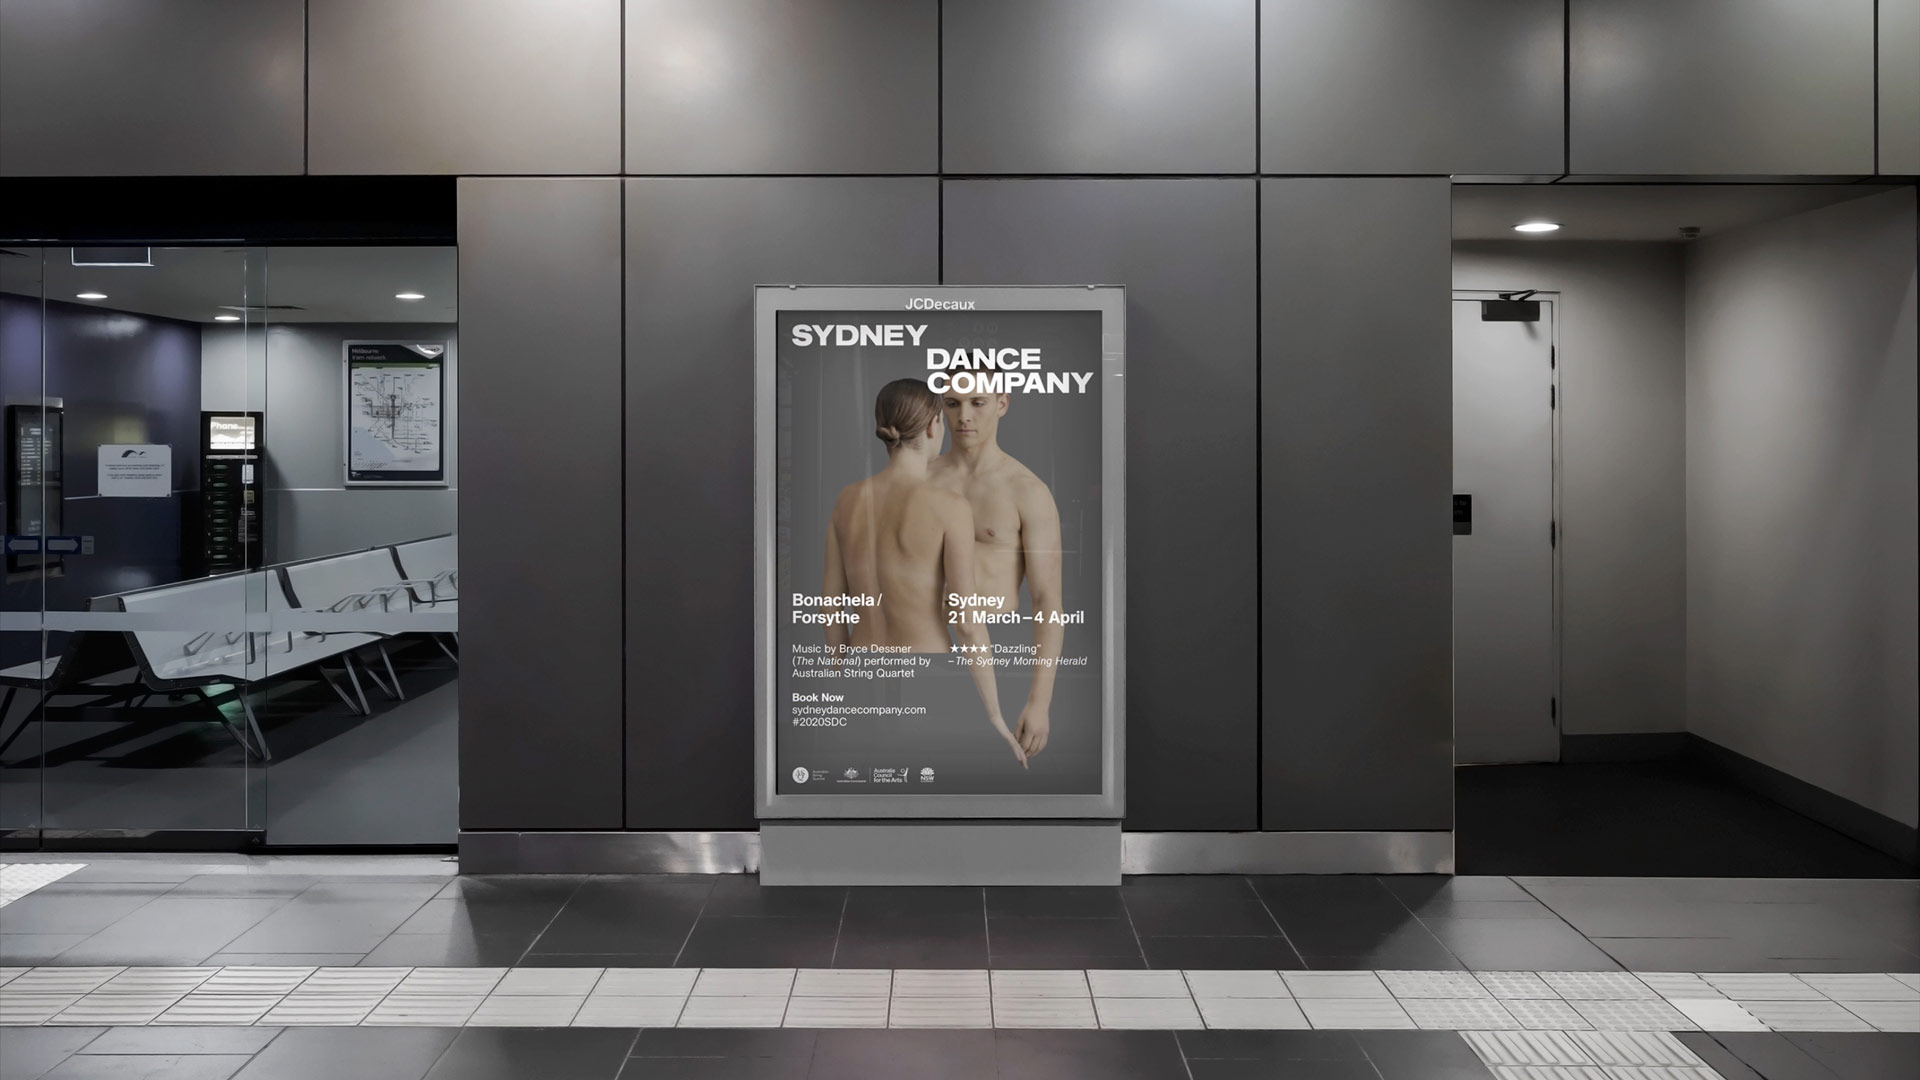 JCDecaux
SYDNEY
DANCE
COMPANY
Bonachela/
Forsythe
Sydney
21 March – 4 April
Music by Bryce Dessner
(The National) performed by
Australian String Quartet
★★★★ “Dazzling”
– The Sydney Morning Herald
Book Now
sydneydancecompany.com
#2020SDC
Australia
Council
for the Arts
NSW
Phone
Melbourne
train network